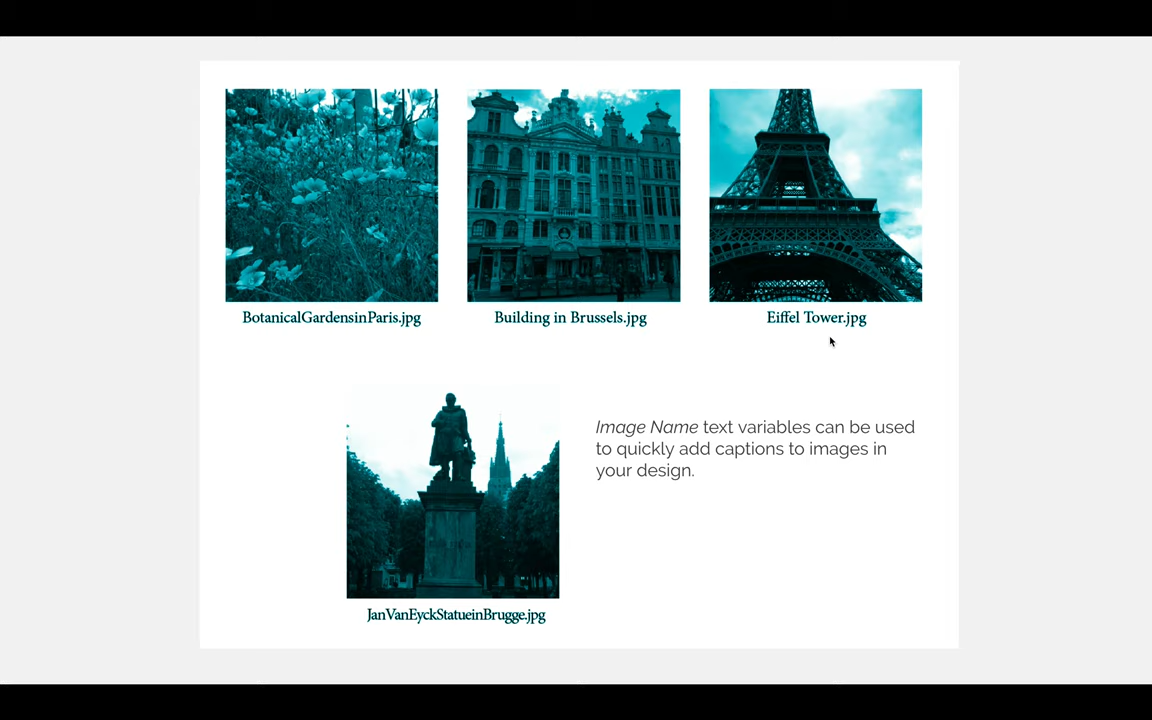 BotanicalGardensinParis.jpg
Building in Brussels.jpg
Eiffel Tower.jpg
Image Name text variables can be used
to quickly add captions to images in
your design.
JanVanEyckStatueinBrugge.jpg